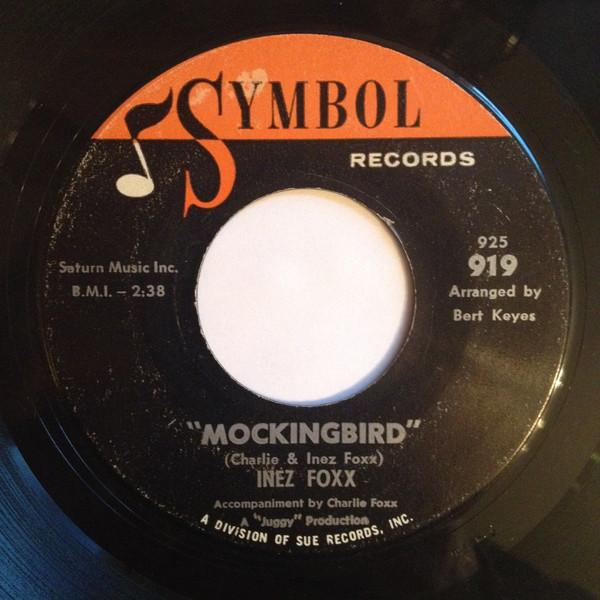 SYMBOL
RECORDS
Saturn Music Inc.
B.M.I. – 2:38
925
919
Arranged by
Bert Keyes
"MOCKINGBIRD"
(Charlie & Inez Foxx)
INEZ FOXX
Accompaniment by Charlie Foxx
A "Juggy" Production
A DIVISION OF SUE RECORDS, INC.